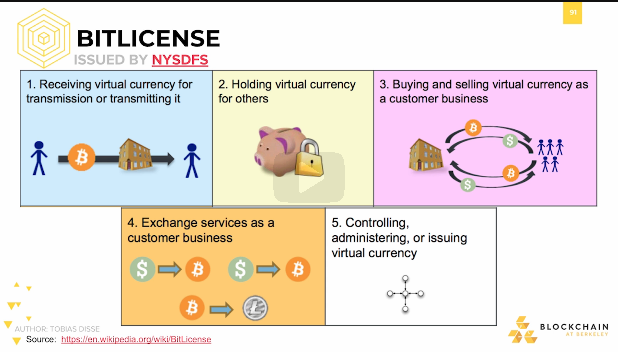 91
BITLICENSE
ISSUED BY NYSDFS
1. Receiving virtual currency for
transmission or transmitting it
2. Holding virtual currency
for others
3. Buying and selling virtual currency as
a customer business
4. Exchange services as a
customer business
5. Controlling,
administering, or issuing
virtual currency
AUTHOR: TOBIAS DISSE
Source: https://en.wikipedia.org/wiki/BitLicense
BLOCKCHAIN
AT BERKELEY